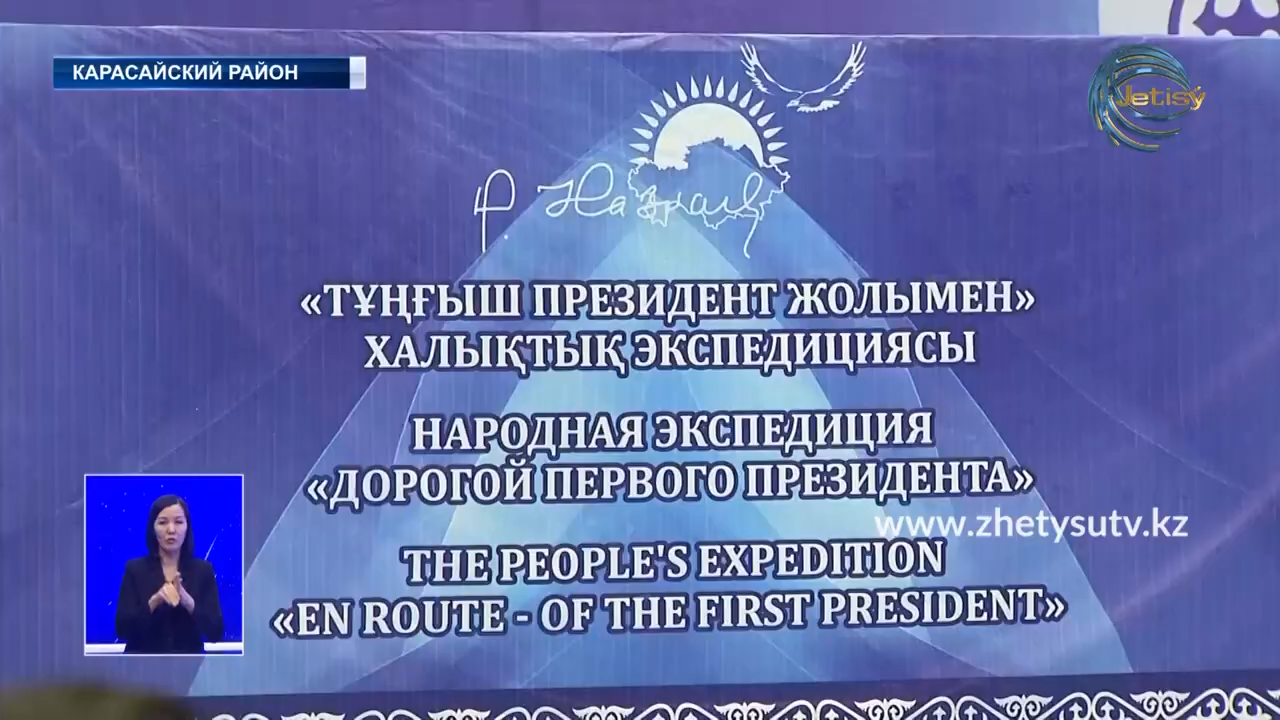 КАРАСАЙСКИЙ РАЙОН
Jetisý
«ТҰҢҒЫШ ПРЕЗИДЕНТ ЖОЛЫМЕН»
ХАЛЫҚТЫҚ ЭКСПЕДИЦИЯСЫ
НАРОДНАЯ ЭКСПЕДИЦИЯ
«ДОРОГОЙ ПЕРВОГО ПРЕЗИДЕНТА»
www.zhetysutv.kz
THE PEOPLE'S EXPEDITION
«EN ROUTE - OF THE FIRST PRESIDENT»